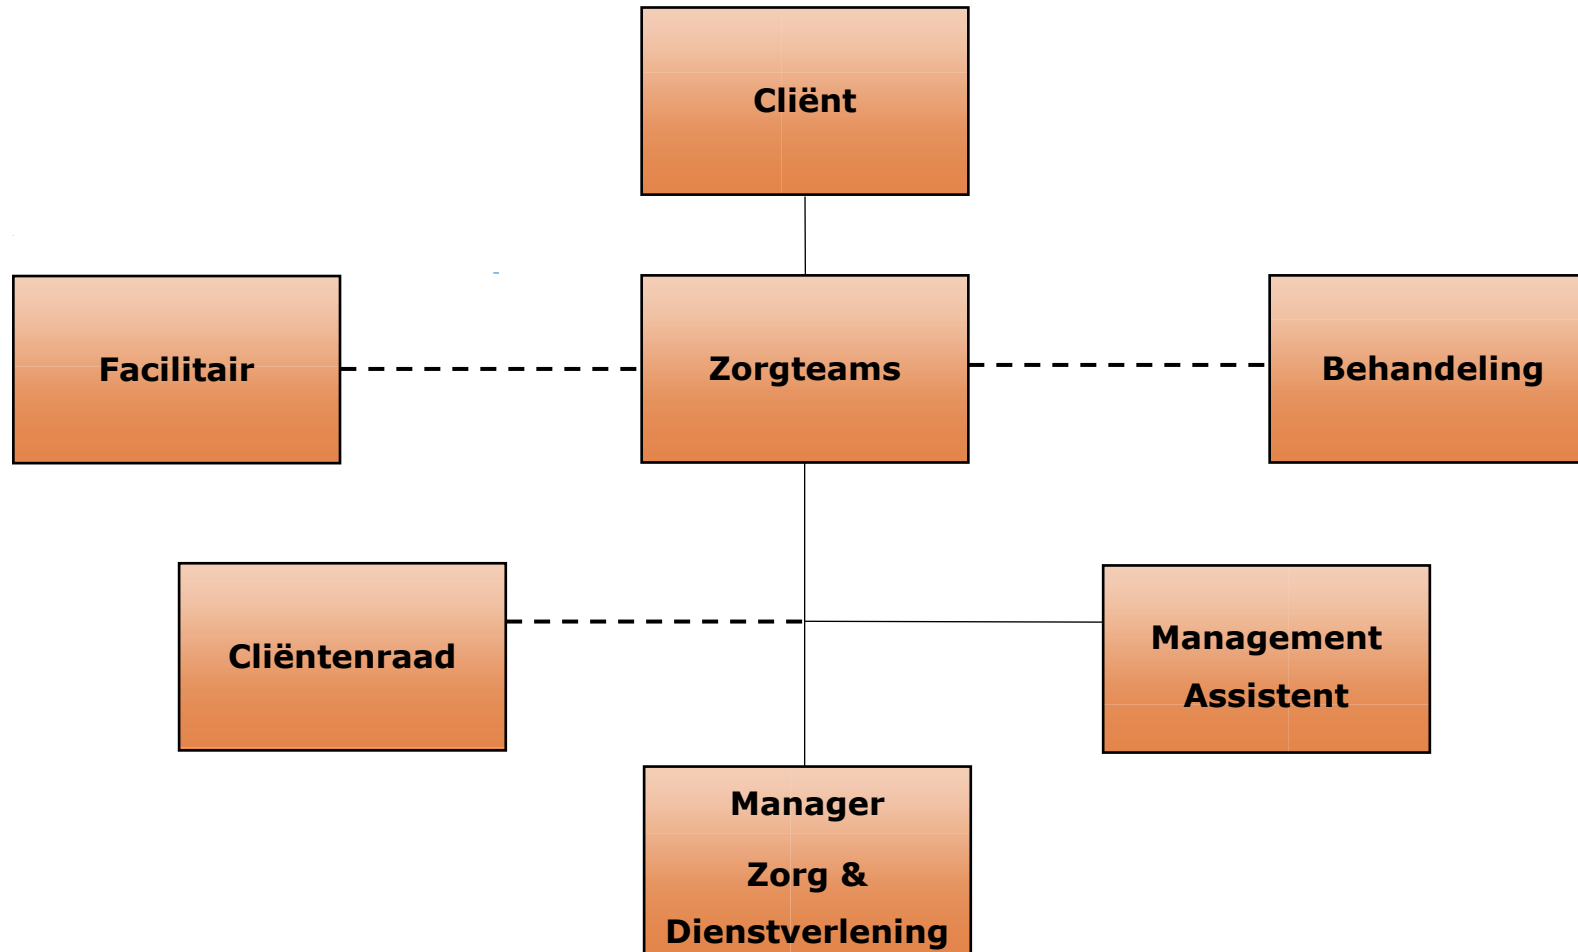 Cliënt
Facilitair
Zorgteams
Behandeling
Cliëntenraad
Management
Assistent
Manager
Zorg &
Dienstverlening